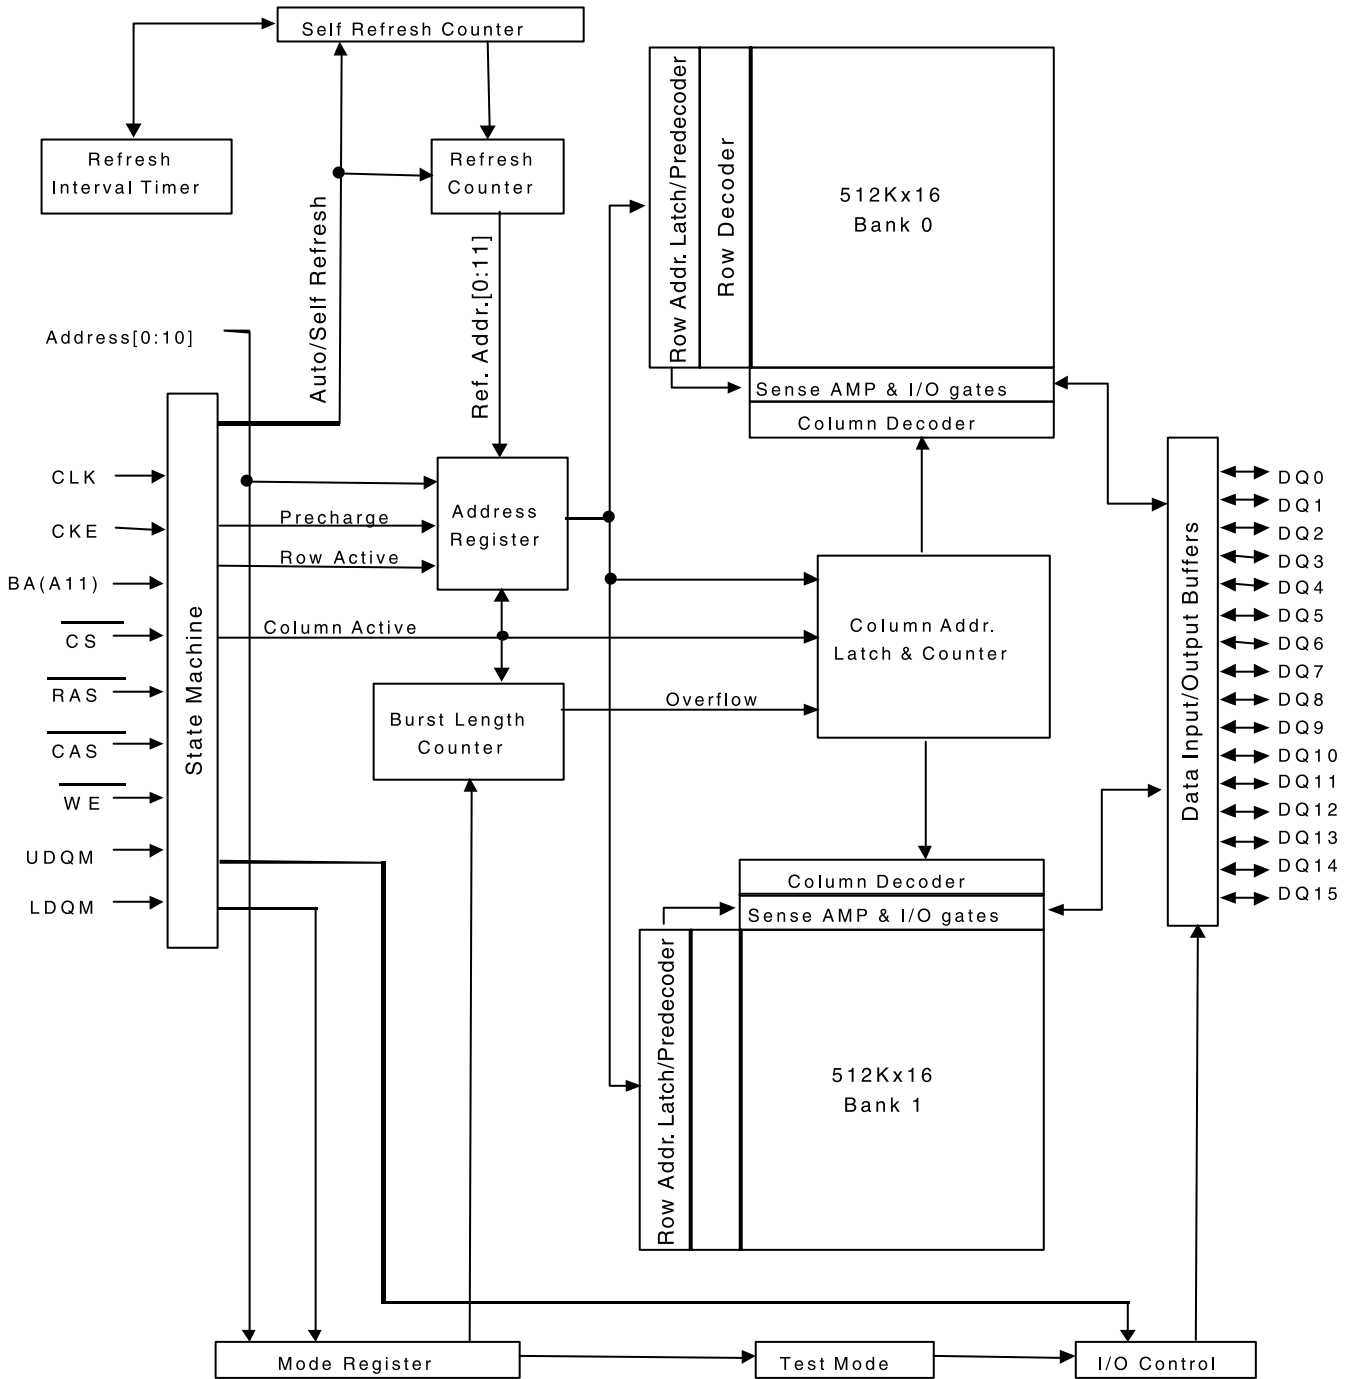 Self Refresh Counter
Refresh
Interval Timer
Refresh
Counter
Auto/Self Refresh
Ref. Addr.[0:11]
Address[0:10]
State Machine
CLK
CKE
BA(A11)
CS
RAS
CAS
WE
UDQM
LDQM
Precharge
Row Active
Column Active
Address
Register
Burst Length
Counter
Overflow
Row Addr. Latch/Predecoder
Row Decoder
512Kx16
Bank 0
Sense AMP & I/O gates
Column Decoder
Column Addr.
Latch & Counter
Column Decoder
Sense AMP & I/O gates
Row Addr. Latch/Predecoder
512Kx16
Bank 1
Data Input/Output Buffers
DQ0
DQ1
DQ2
DQ3
DQ4
DQ5
DQ6
DQ7
DQ8
DQ9
DQ10
DQ11
DQ12
DQ13
DQ14
DQ15
Mode Register
Test Mode
I/O Control